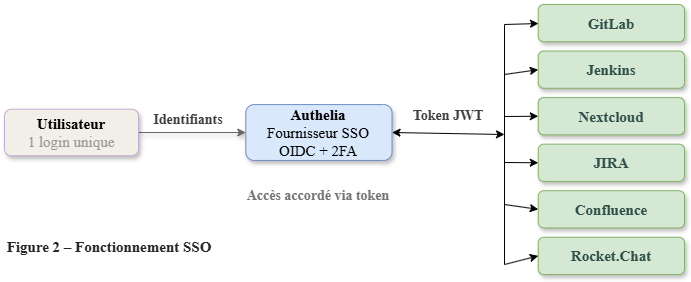 Utilisateur
1 login unique
Identifiants
Authelia
Fournisseur SSO
OIDC + 2FA
Token JWT
GitLab
Jenkins
Nextcloud
JIRA
Confluence
Rocket.Chat
Accès accordé via token
Figure 2 – Fonctionnement SSO